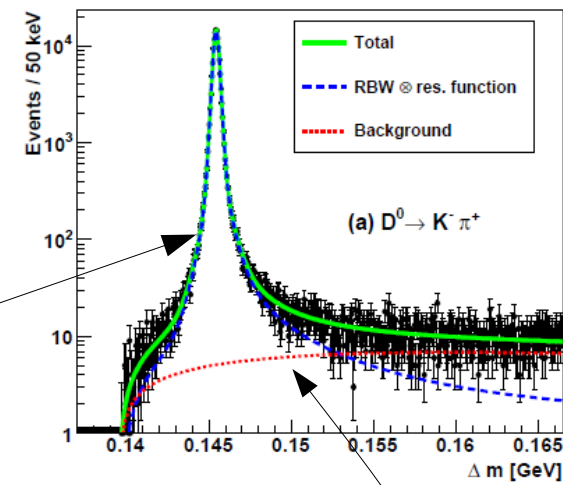 Events / 50 keV
10⁴
10³
10²
10
1
Total
RBW ⊗ res. function
Background
(a) D⁰→ K⁻ π⁺
0.14 0.145 0.15 0.155 0.16 0.165
Δ m [GeV]